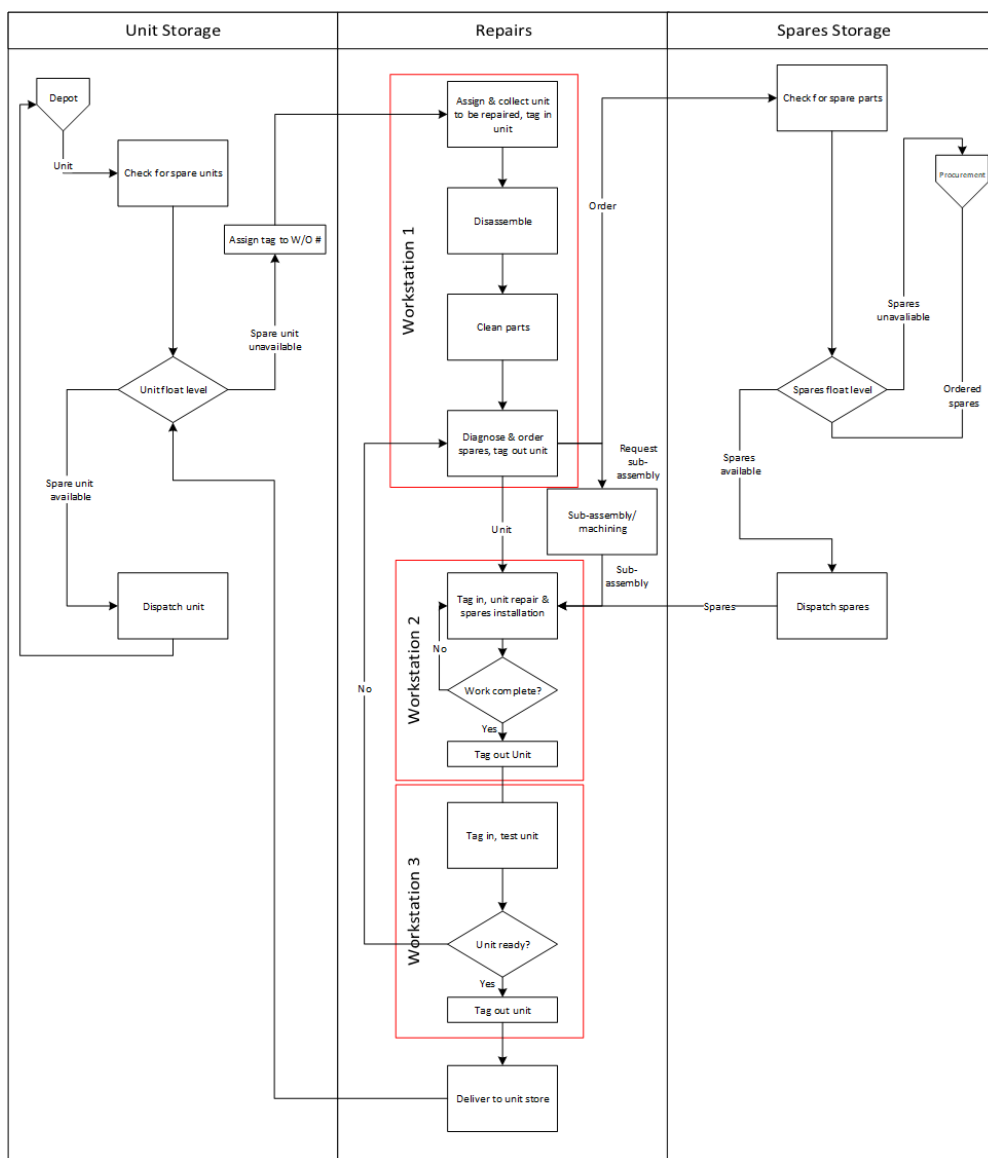 Unit Storage
Repairs
Spares Storage
Depot
Unit
Check for spare units
Assign tag to W/O #
Spare unit
unavailable
Unit float level
Spare unit
available
Dispatch unit
Workstation 1
Assign & collect unit
to be repaired, tag in
unit
Disassemble
Clean parts
Diagnose & order
spares, tag out unit
Order
Request
sub-
assembly
Unit
Sub-assembly/
machining
Sub-
assembly
Workstation 2
Tag in, unit repair &
spares installation
No
Work complete?
Yes
Tag out Unit
No
Workstation 3
Tag in, test unit
Unit ready?
Yes
Tag out unit
Deliver to unit store
Check for spare parts
Procurement
Spares
unavaliable
Spares float level
Ordered
spares
Spares
available
Spares
Dispatch spares